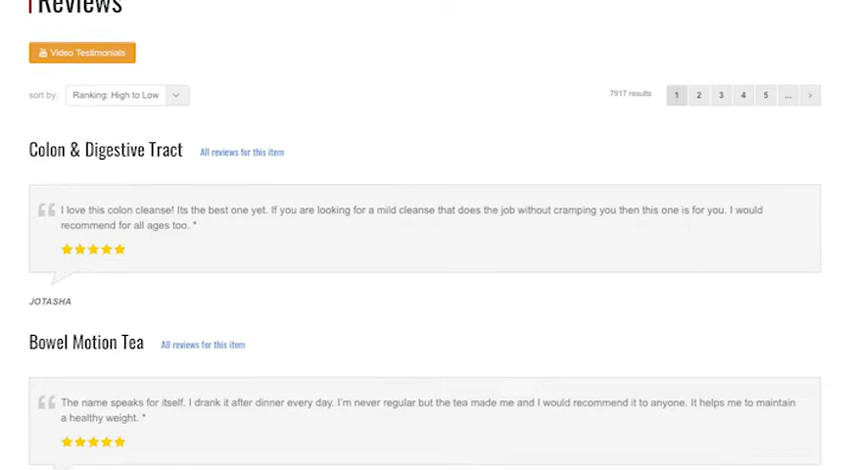 Reviews
Video Testimonials
sort by: Ranking: High to Low 7917 results 1 2 3 4 5 ... >
Colon & Digestive Tract All reviews for this item
I love this colon cleanse! Its the best one yet. If you are looking for a mild cleanse that does the job without cramping you then this one is for you. I would
recommend for all ages too. *
JOTASHA
Bowel Motion Tea All reviews for this item
The name speaks for itself. I drank it after dinner every day. I'm never regular but the tea made me and I would recommend it to anyone. It helps me to maintain
a healthy weight. *